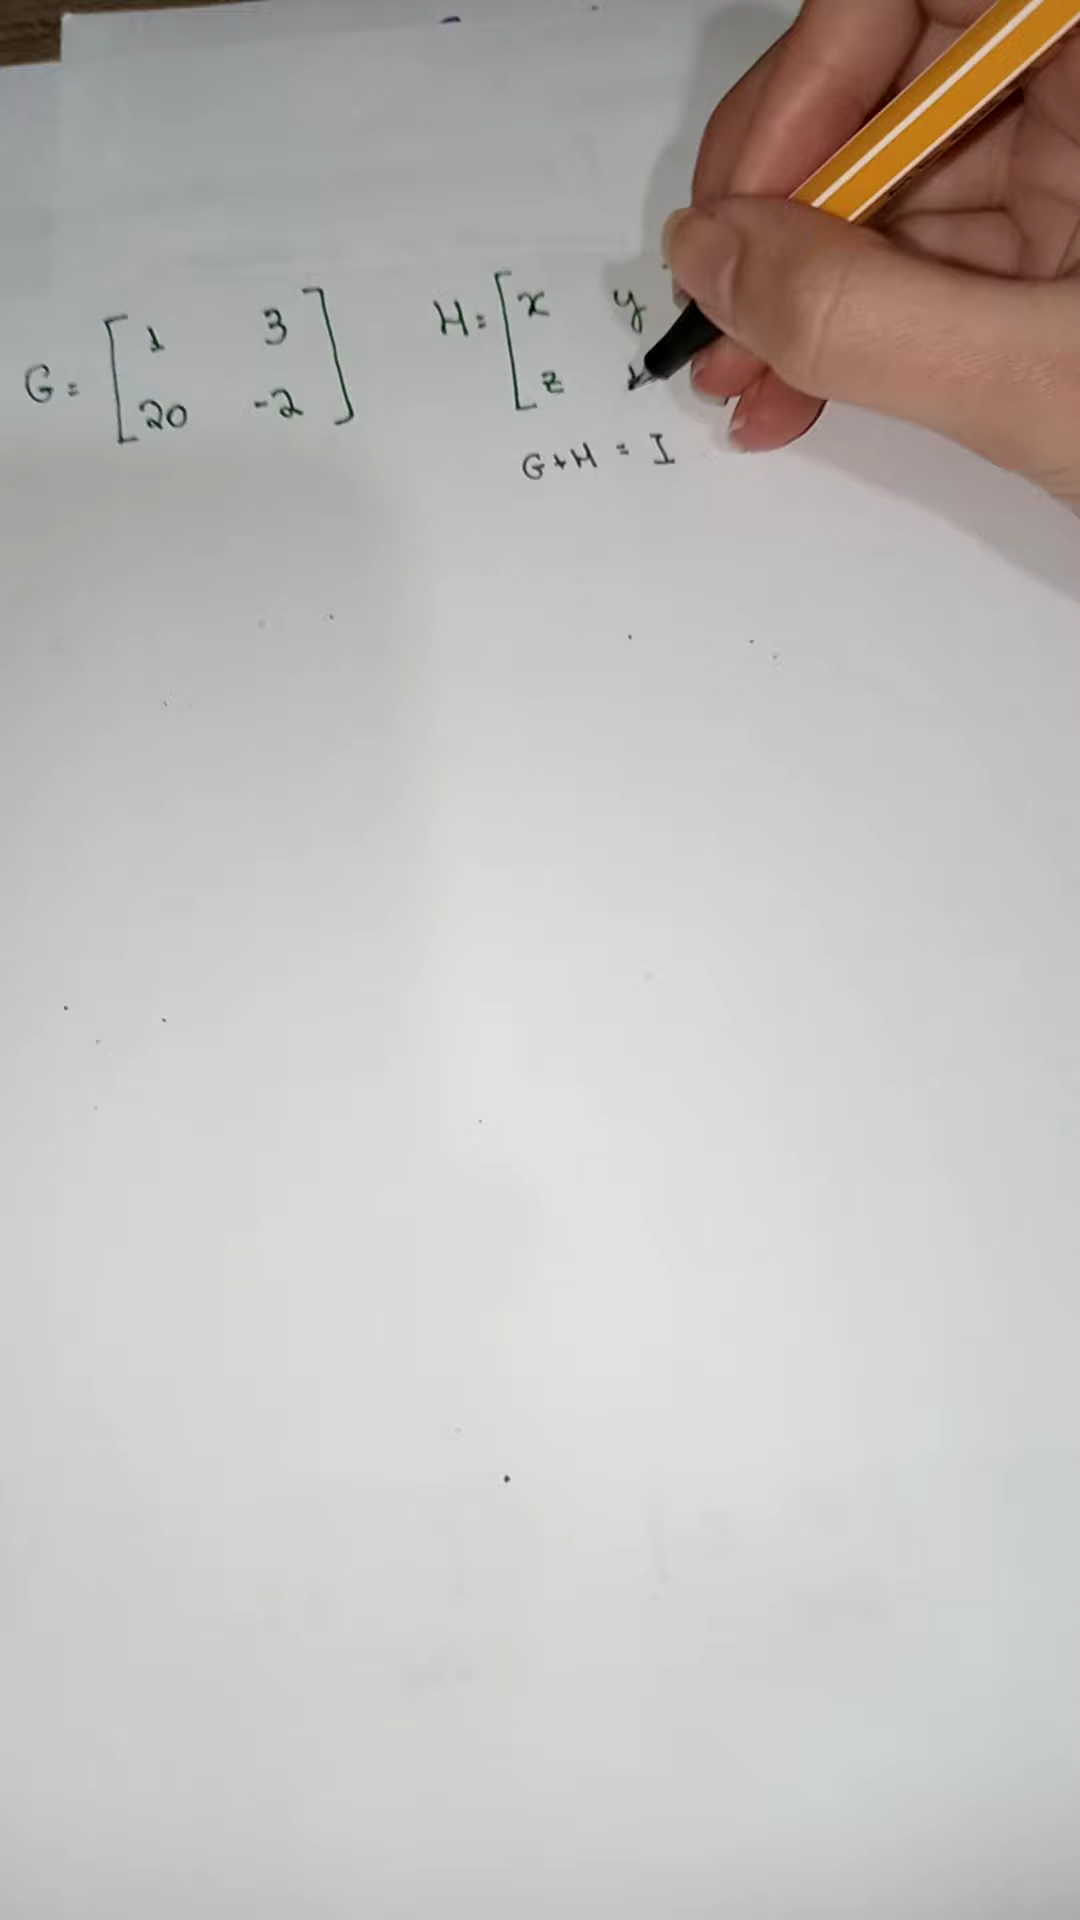 G = [ 1 3 H = [ x y
20 -2 ] z
G+H = I